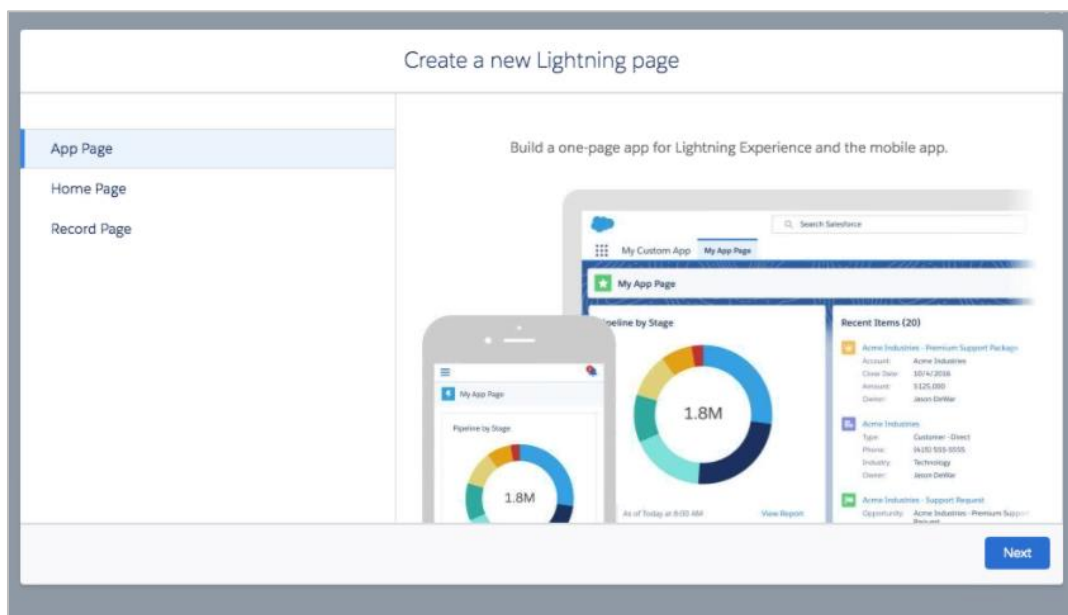 Create a new Lightning page
App Page
Home Page
Record Page
Build a one-page app for Lightning Experience and the mobile app.
Search Salesforce
My Custom App My App Page
My App Page
Pipeline by Stage
1.8M
As of Today at 8:00 AM View Report
Recent Items (20)
Acme Industries - Premium Support Package
Account: Acme Industries
Close Date: 10/4/2016
Amount: $125,000
Owner: Jason DeWar
Acme Industries
Type: Customer - Direct
Phone: (415) 555-5555
Industry: Technology
Owner: Jason DeWar
Acme Industries - Support Request
Opportunity: Acme Industries - Premium Support
Request
My App Page
Pipeline by Stage
1.8M
Next